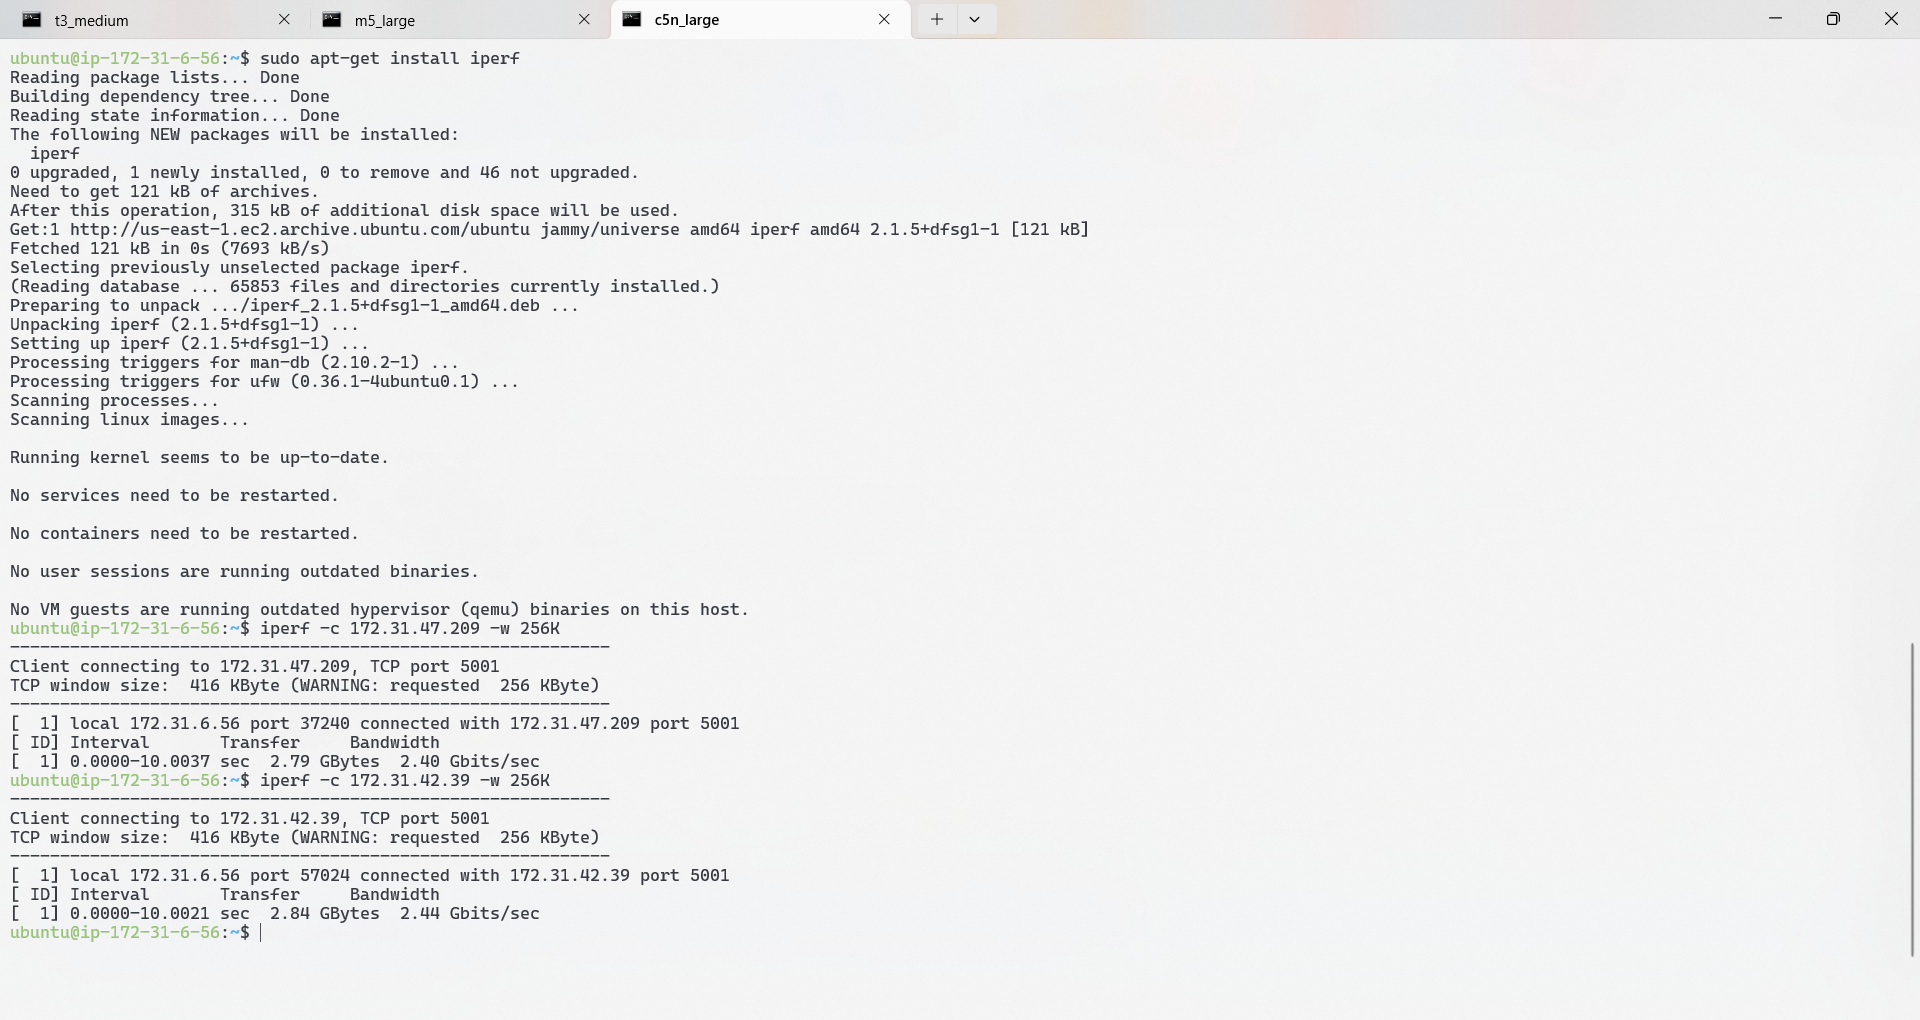 t3_medium
m5_large
c5n_large
ubuntu@ip-172-31-6-56:~$ sudo apt-get install iperf
Reading package lists... Done
Building dependency tree... Done
Reading state information... Done
The following NEW packages will be installed:
  iperf
0 upgraded, 1 newly installed, 0 to remove and 46 not upgraded.
Need to get 121 kB of archives.
After this operation, 315 kB of additional disk space will be used.
Get:1 http://us-east-1.ec2.archive.ubuntu.com/ubuntu jammy/universe amd64 iperf amd64 2.1.5+dfsg1-1 [121 kB]
Fetched 121 kB in 0s (7693 kB/s)
Selecting previously unselected package iperf.
(Reading database ... 65853 files and directories currently installed.)
Preparing to unpack .../iperf_2.1.5+dfsg1-1_amd64.deb ...
Unpacking iperf (2.1.5+dfsg1-1) ...
Setting up iperf (2.1.5+dfsg1-1) ...
Processing triggers for man-db (2.10.2-1) ...
Processing triggers for ufw (0.36.1-4ubuntu0.1) ...
Scanning processes...
Scanning linux images...
Running kernel seems to be up-to-date.
No services need to be restarted.
No containers need to be restarted.
No user sessions are running outdated binaries.
No VM guests are running outdated hypervisor (qemu) binaries on this host.
ubuntu@ip-172-31-6-56:~$ iperf -c 172.31.47.209 -w 256K
------------------------------------------------------------
Client connecting to 172.31.47.209, TCP port 5001
TCP window size:  416 KByte (WARNING: requested  256 KByte)
------------------------------------------------------------
[  1] local 172.31.6.56 port 37240 connected with 172.31.47.209 port 5001
[ ID] Interval       Transfer     Bandwidth
[  1] 0.0000-10.0037 sec  2.79 GBytes  2.40 Gbits/sec
ubuntu@ip-172-31-6-56:~$ iperf -c 172.31.42.39 -w 256K
------------------------------------------------------------
Client connecting to 172.31.42.39, TCP port 5001
TCP window size:  416 KByte (WARNING: requested  256 KByte)
------------------------------------------------------------
[  1] local 172.31.6.56 port 57024 connected with 172.31.42.39 port 5001
[ ID] Interval       Transfer     Bandwidth
[  1] 0.0000-10.0021 sec  2.84 GBytes  2.44 Gbits/sec
ubuntu@ip-172-31-6-56:~$